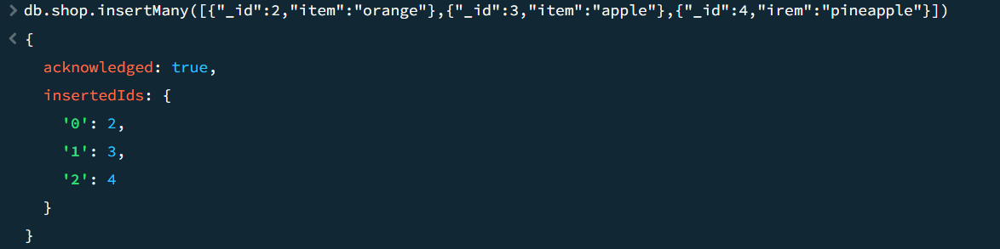 > db.shop.insertMany([{"_id":2,"item":"orange"},{"_id":3,"item":"apple"},{"_id":4,"irem":"pineapple"}])
< {
acknowledged: true,
insertedIds: {
'0': 2,
'1': 3,
'2': 4
}
}